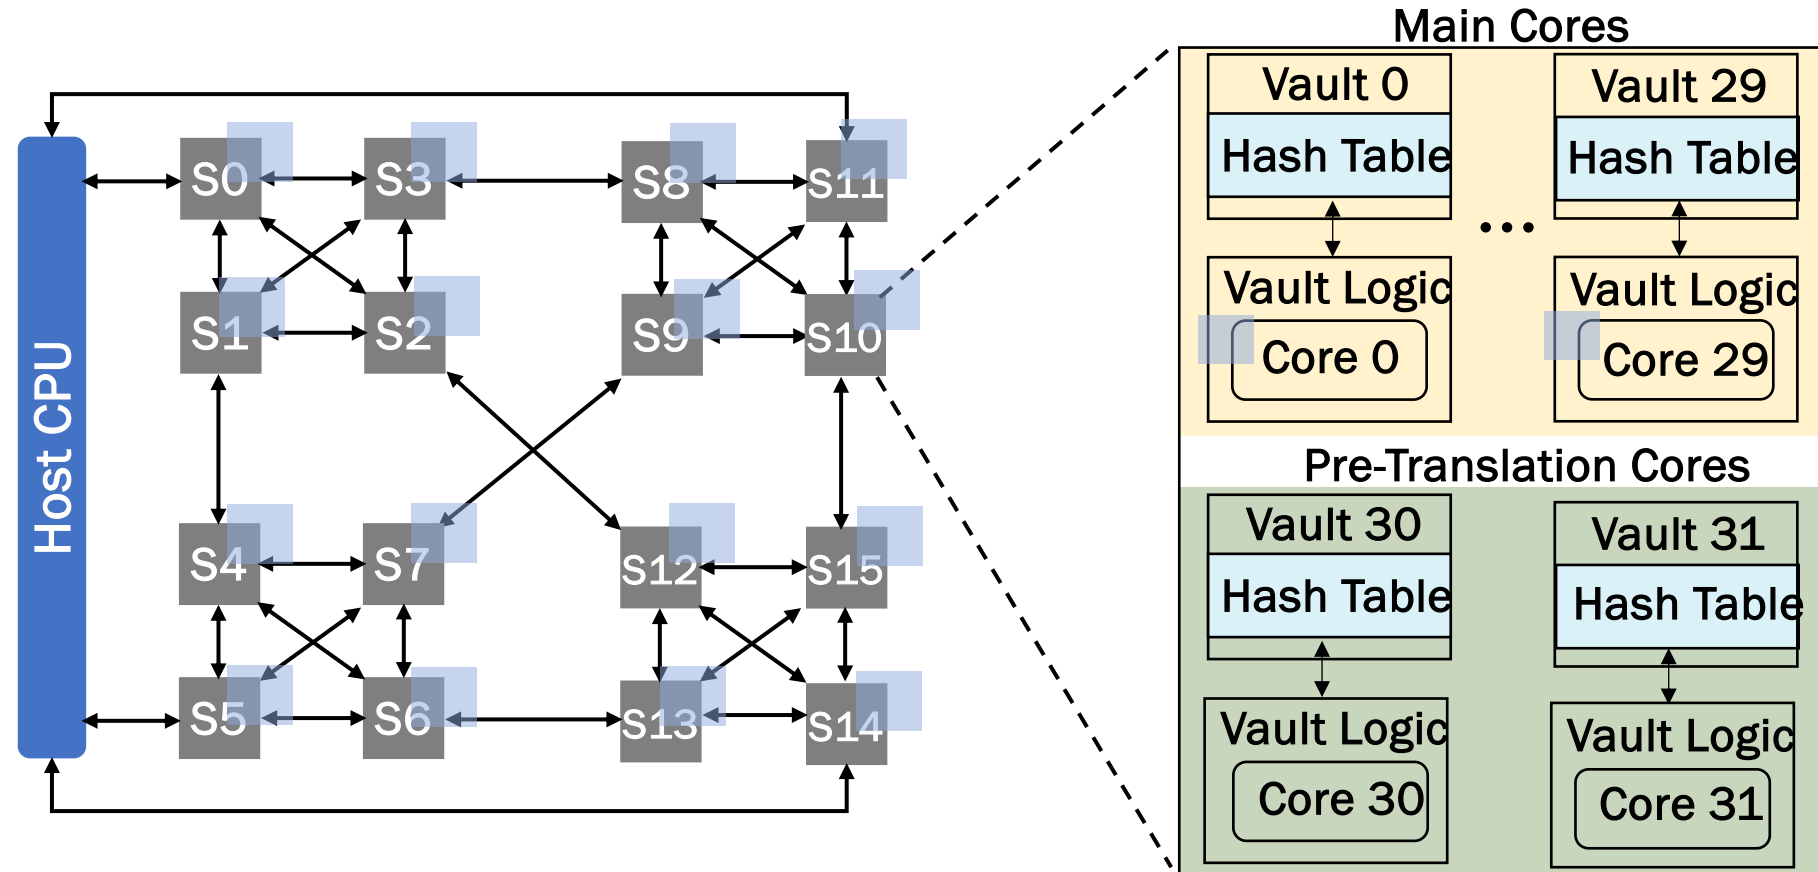 Main Cores
Vault 0
Vault 29
Hash Table
Hash Table
...
Vault Logic
Vault Logic
Core 0
Core 29
Pre-Translation Cores
Vault 30
Vault 31
Hash Table
Hash Table
Vault Logic
Vault Logic
Core 30
Core 31
Host CPU
S0
S3
S8
S11
S1
S2
S9
S10
S4
S7
S12
S15
S5
S6
S13
S14